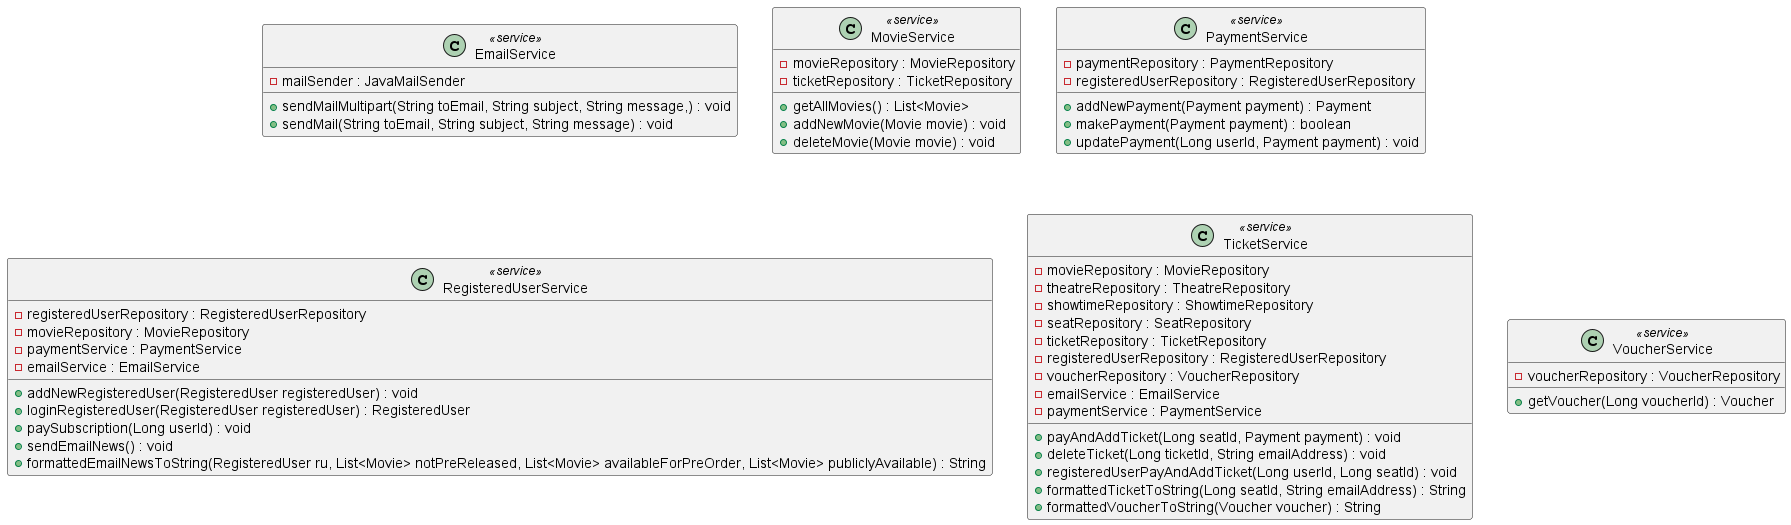 «service»
C EmailService
mailSender : JavaMailSender
sendMailMultipart(String toEmail, String subject, String message,) : void
sendMail(String toEmail, String subject, String message) : void
«service»
C MovieService
movieRepository : MovieRepository
ticketRepository : TicketRepository
getAllMovies() : List<Movie>
addNewMovie(Movie movie) : void
deleteMovie(Movie movie) : void
«service»
C PaymentService
paymentRepository : PaymentRepository
registeredUserRepository : RegisteredUserRepository
addNewPayment(Payment payment) : Payment
makePayment(Payment payment) : boolean
updatePayment(Long userId, Payment payment) : void
«service»
C RegisteredUserService
registeredUserRepository : RegisteredUserRepository
movieRepository : MovieRepository
paymentService : PaymentService
emailService : EmailService
addNewRegisteredUser(RegisteredUser registeredUser) : void
loginRegisteredUser(RegisteredUser registeredUser) : RegisteredUser
paySubscription(Long userId) : void
sendEmailNews() : void
formattedEmailNewsToString(RegisteredUser ru, List<Movie> notPreReleased, List<Movie> availableForPreOrder, List<Movie> publiclyAvailable) : String
«service»
C TicketService
movieRepository : MovieRepository
theatreRepository : TheatreRepository
showtimeRepository : ShowtimeRepository
seatRepository : SeatRepository
ticketRepository : TicketRepository
registeredUserRepository : RegisteredUserRepository
voucherRepository : VoucherRepository
emailService : EmailService
paymentService : PaymentService
payAndAddTicket(Long seatId, Payment payment) : void
deleteTicket(Long ticketId, String emailAddress) : void
registeredUserPayAndAddTicket(Long userId, Long seatId) : void
formattedTicketToString(Long seatId, String emailAddress) : String
formattedVoucherToString(Voucher voucher) : String
«service»
C VoucherService
voucherRepository : VoucherRepository
getVoucher(Long voucherId) : Voucher